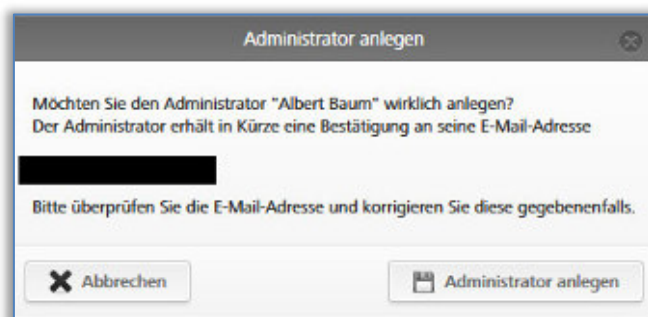 Administrator anlegen
Möchten Sie den Administrator "Albert Baum" wirklich anlegen?
Der Administrator erhält in Kürze eine Bestätigung an seine E-Mail-Adresse
Bitte überprüfen Sie die E-Mail-Adresse und korrigieren Sie diese gegebenenfalls.
Abbrechen
Administrator anlegen